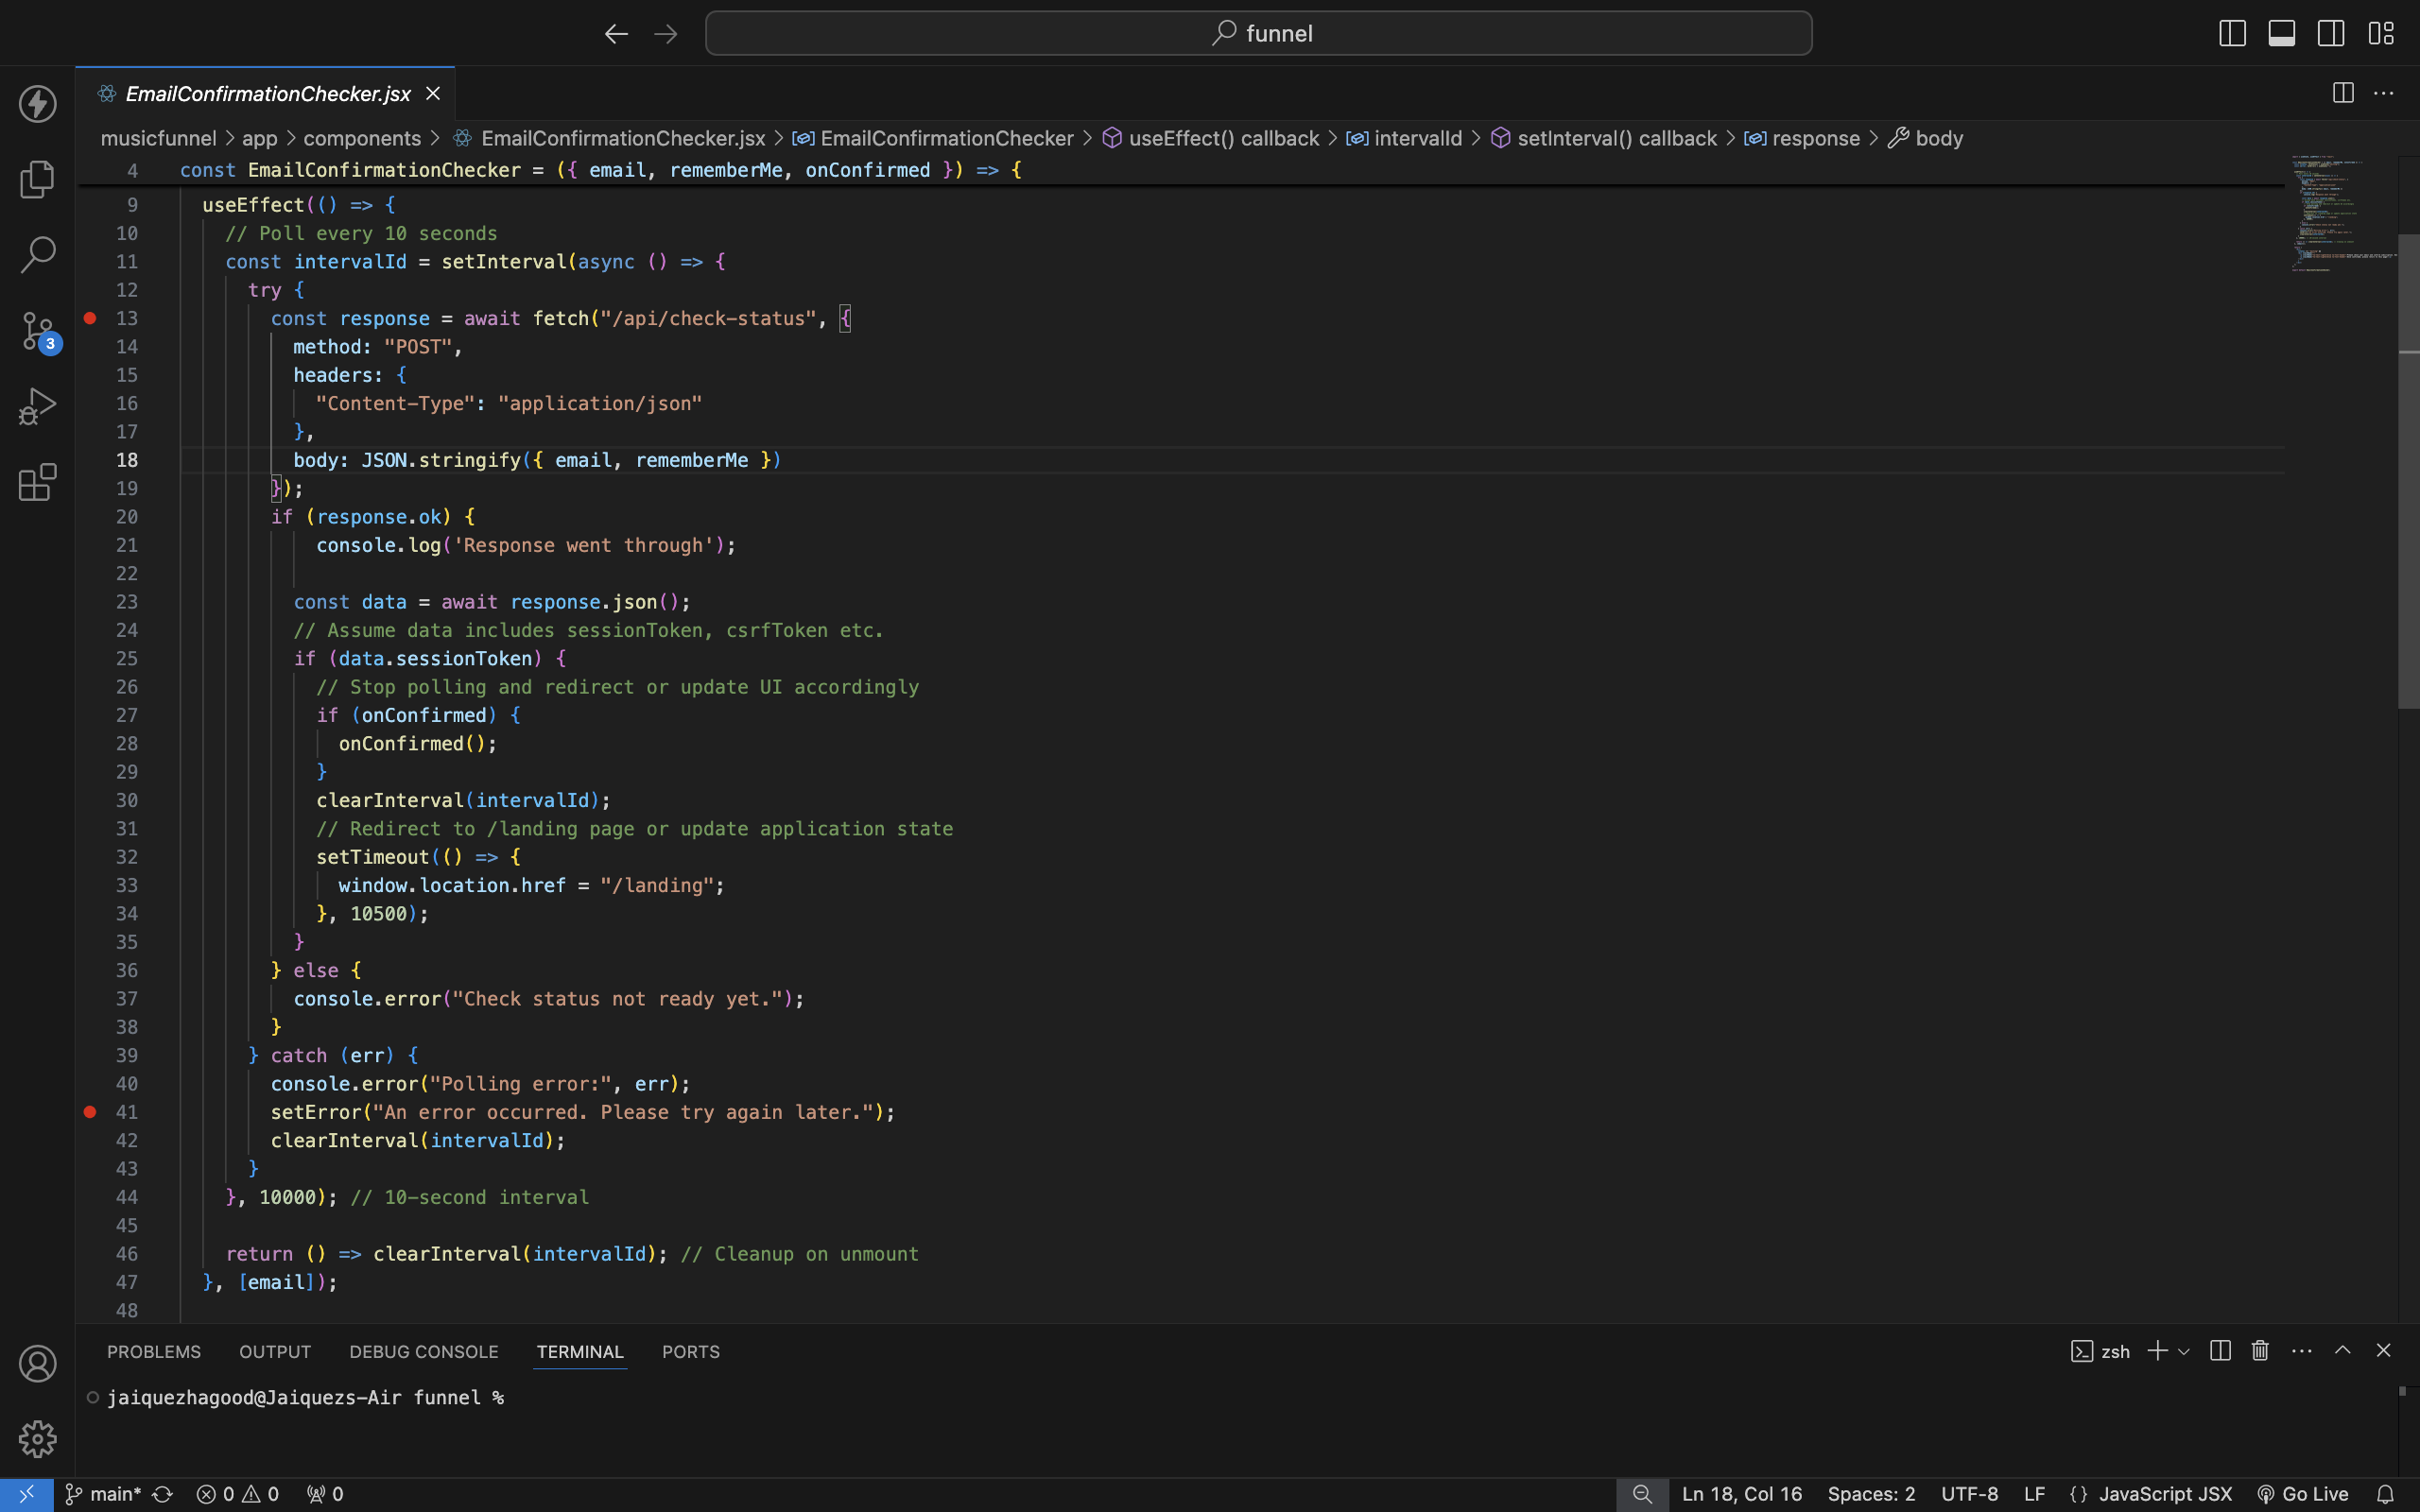 funnel
EmailConfirmationChecker.jsx
musicfunnel > app > components > EmailConfirmationChecker.jsx > EmailConfirmationChecker > useEffect() callback > intervalId > setInterval() callback > response > body
4 const EmailConfirmationChecker = ({ email, rememberMe, onConfirmed }) => {
9 useEffect(() => {
10 // Poll every 10 seconds
11 const intervalId = setInterval(async () => {
12 try {
13 const response = await fetch("/api/check-status", {
14 method: "POST",
15 headers: {
16 "Content-Type": "application/json"
17 },
18 body: JSON.stringify({ email, rememberMe })
19 });
20 if (response.ok) {
21 console.log('Response went through');
22
23 const data = await response.json();
24 // Assume data includes sessionToken, csrfToken etc.
25 if (data.sessionToken) {
26 // Stop polling and redirect or update UI accordingly
27 if (onConfirmed) {
28 onConfirmed();
29 }
30 clearInterval(intervalId);
31 // Redirect to /landing page or update application state
32 setTimeout(() => {
33 window.location.href = "/landing";
34 }, 10500);
35 }
36 } else {
37 console.error("Check status not ready yet.");
38 }
39 } catch (err) {
40 console.error("Polling error:", err);
41 setError("An error occurred. Please try again later.");
42 clearInterval(intervalId);
43 }
44 }, 10000); // 10-second interval
45
46 return () => clearInterval(intervalId); // Cleanup on unmount
47 }, [email]);
48
3
PROBLEMS OUTPUT DEBUG CONSOLE TERMINAL PORTS zsh
jaiquezhagood@Jaiquezs-Air funnel %
main* 0 0 0 Ln 18, Col 16 Spaces: 2 UTF-8 LF {} JavaScript JSX Go Live